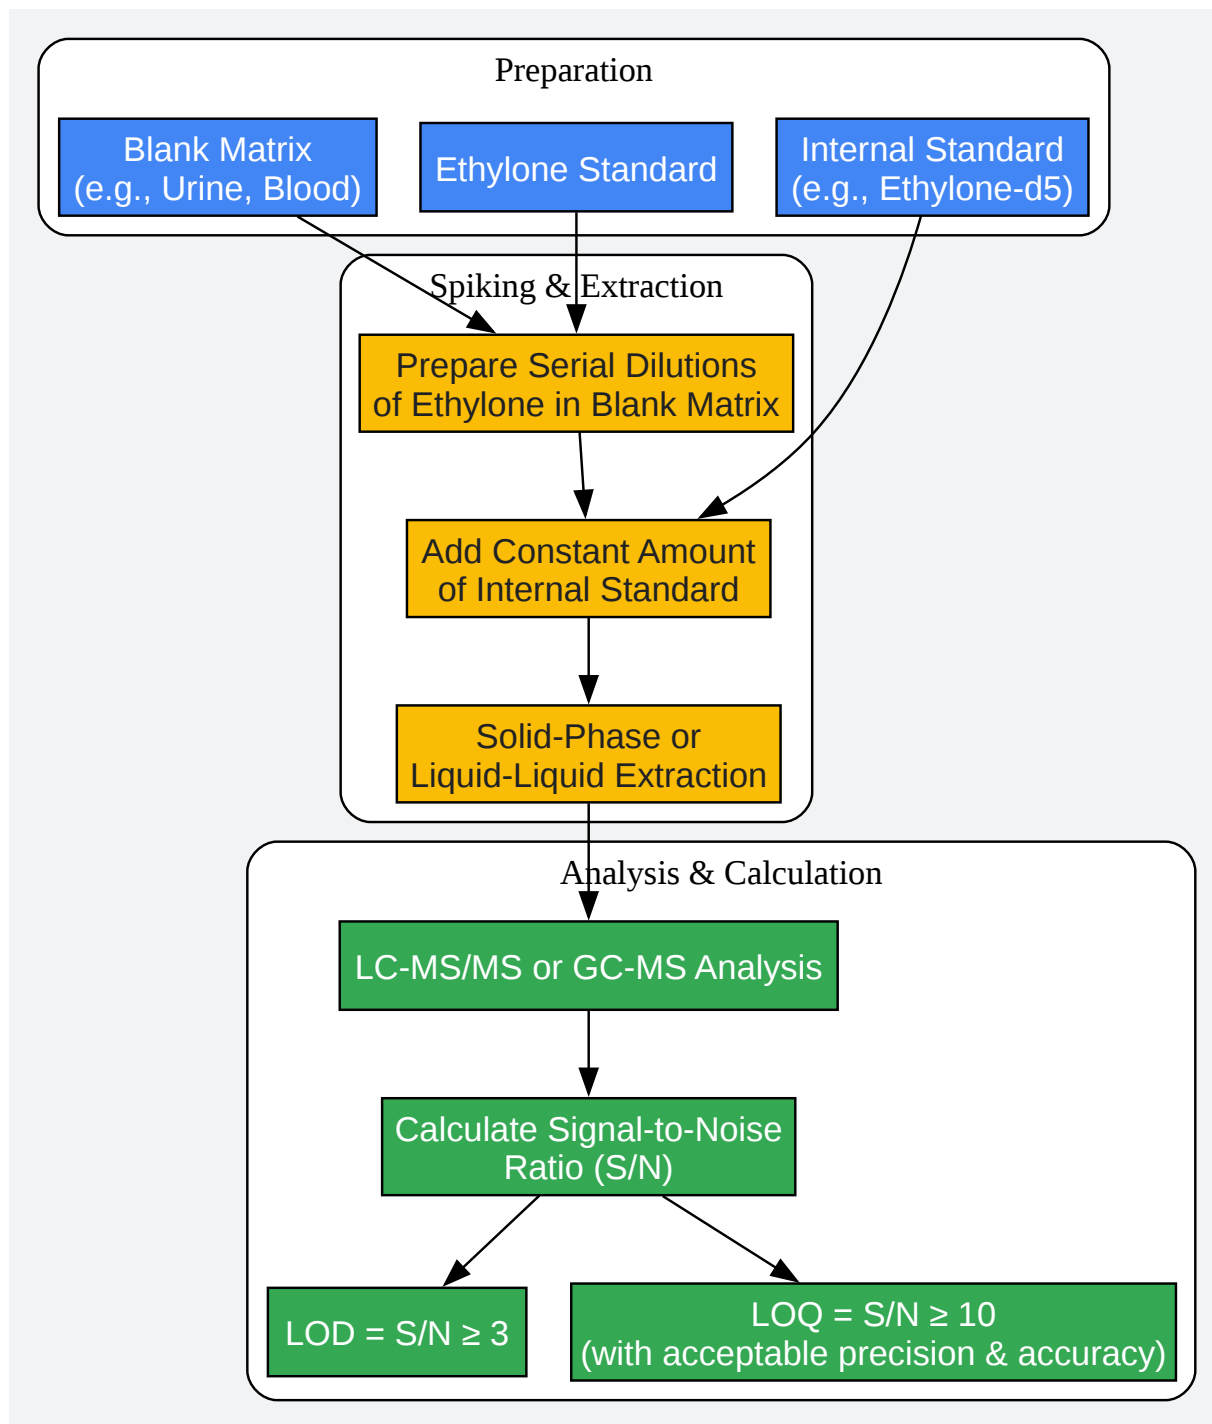 Preparation
Blank Matrix
(e.g., Urine, Blood)
Ethylone Standard
Internal Standard
(e.g., Ethylone-d5)
Spiking & Extraction
Prepare Serial Dilutions
of Ethylone in Blank Matrix
Add Constant Amount
of Internal Standard
Solid-Phase or
Liquid-Liquid Extraction
Analysis & Calculation
LC-MS/MS or GC-MS Analysis
Calculate Signal-to-Noise
Ratio (S/N)
LOD = S/N ≥ 3
LOQ = S/N ≥ 10
(with acceptable precision & accuracy)